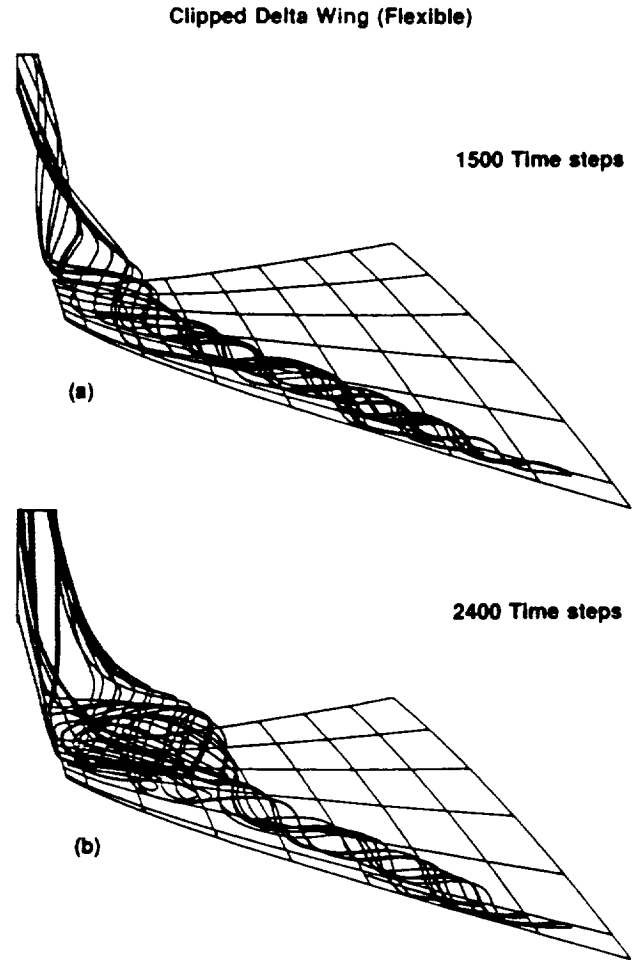 Clipped Delta Wing (Flexible)
1500 Time steps
(a)
2400 Time steps
(b)